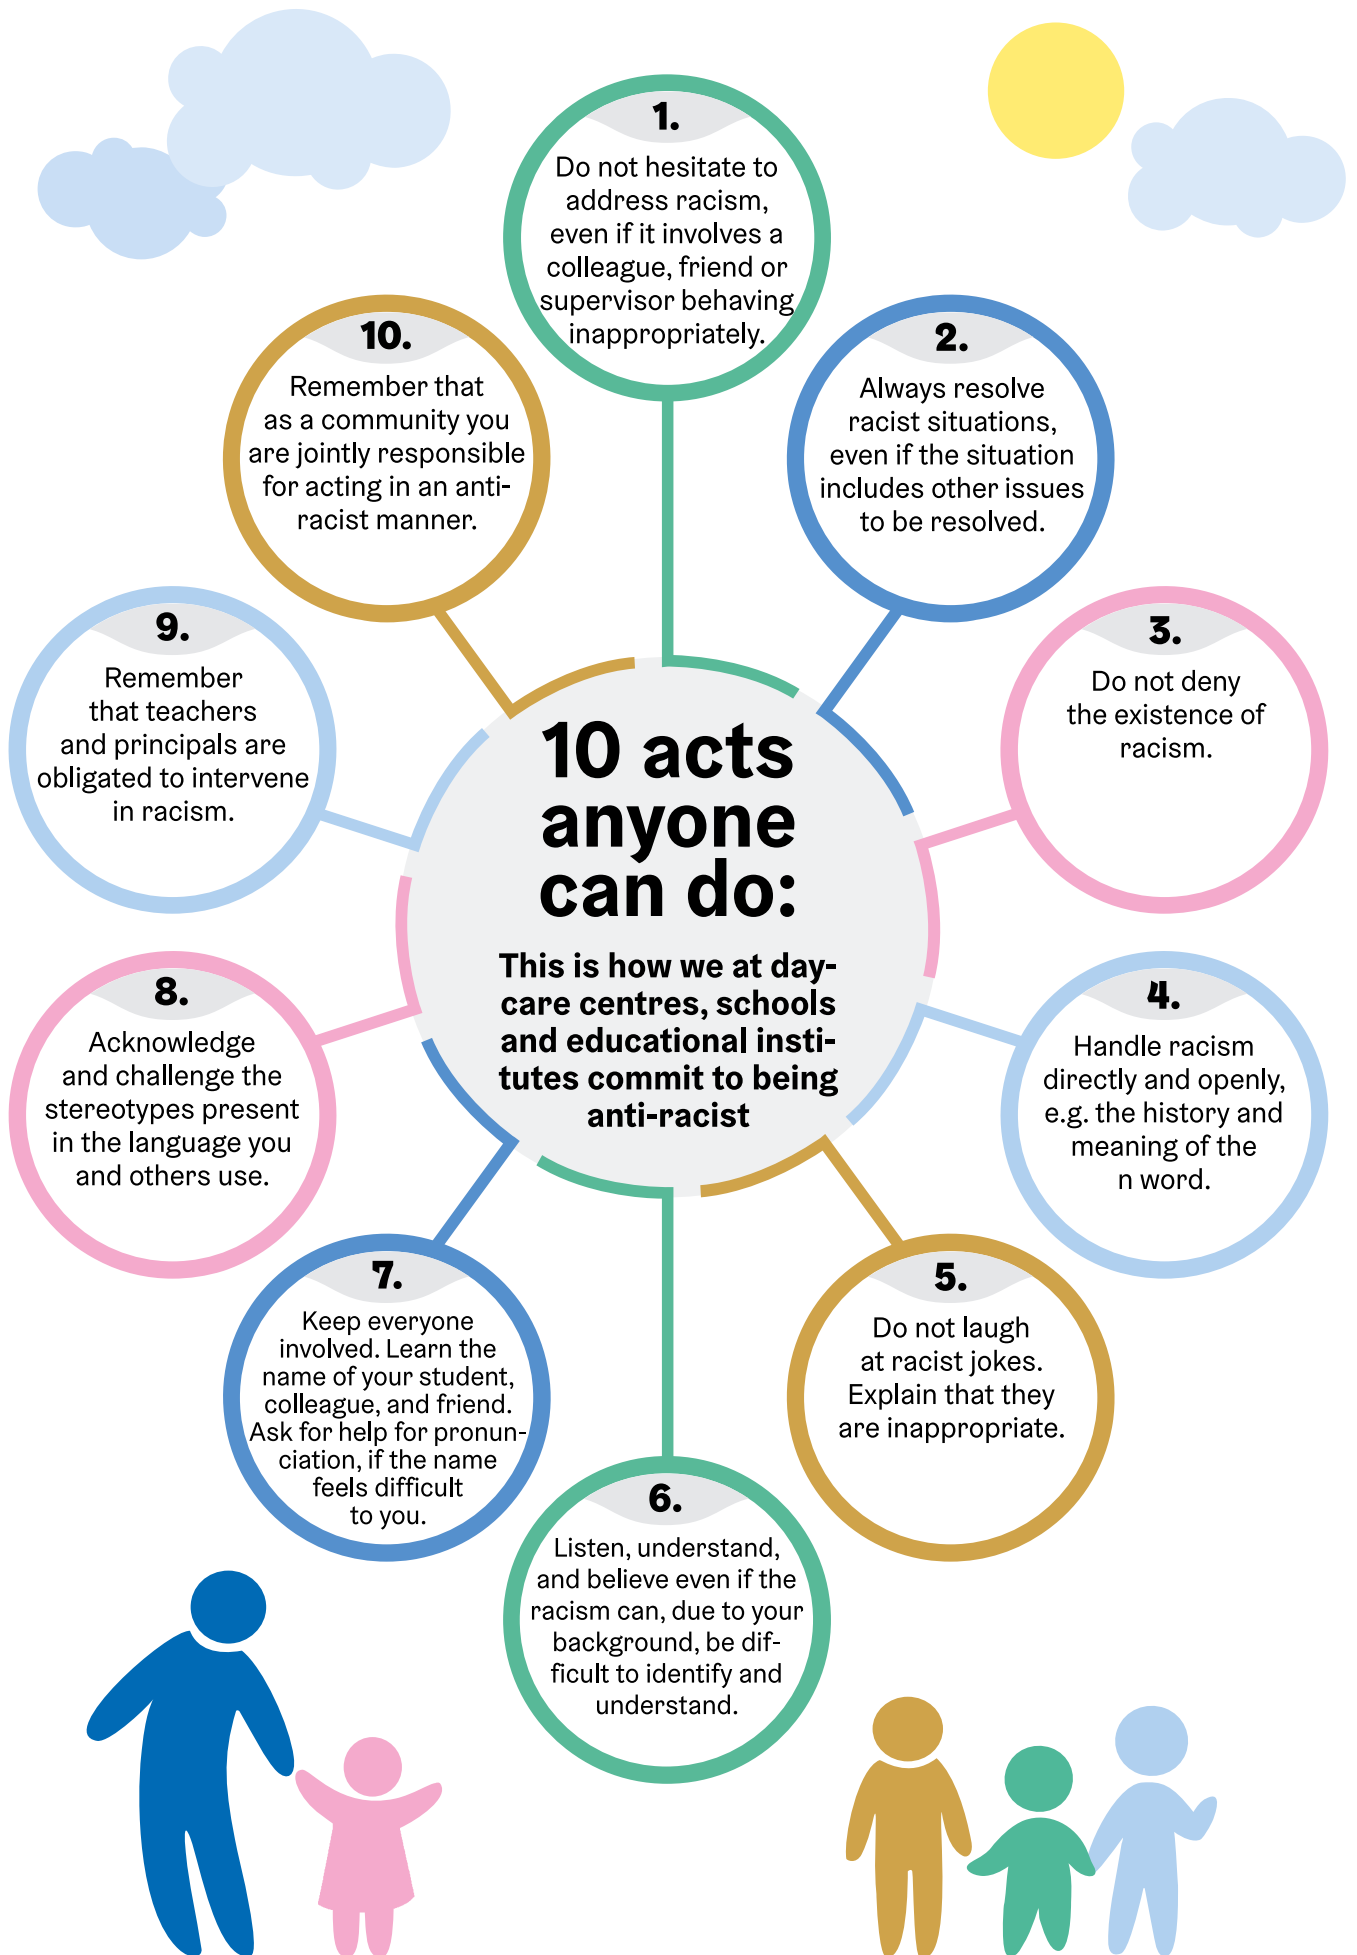 10 acts
anyone
can do:
This is how we at day-
care centres, schools
and educational insti-
tutes commit to being
anti-racist
1.
Do not hesitate to
address racism,
even if it involves a
colleague, friend or
supervisor behaving
inappropriately.
2.
Always resolve
racist situations,
even if the situation
includes other issues
to be resolved.
3.
Do not deny
the existence of
racism.
4.
Handle racism
directly and openly,
e.g. the history and
meaning of the
n word.
5.
Do not laugh
at racist jokes.
Explain that they
are inappropriate.
6.
Listen, understand,
and believe even if the
racism can, due to your
background, be dif-
ficult to identify and
understand.
7.
Keep everyone
involved. Learn the
name of your student,
colleague, and friend.
Ask for help for pronun-
ciation, if the name
feels difficult
to you.
8.
Acknowledge
and challenge the
stereotypes present
in the language you
and others use.
9.
Remember
that teachers
and principals are
obligated to intervene
in racism.
10.
Remember that
as a community you
are jointly responsible
for acting in an anti-
racist manner.